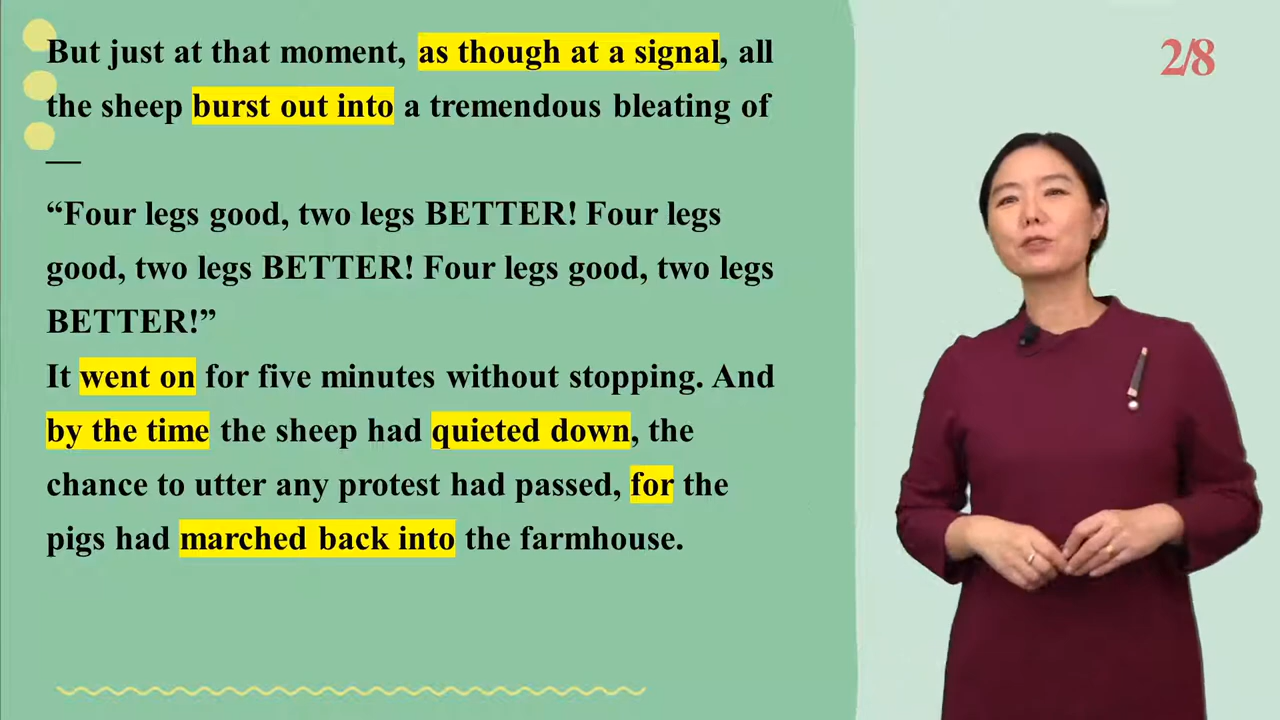 But just at that moment, as though at a signal, all
the sheep burst out into a tremendous bleating of
—
“Four legs good, two legs BETTER! Four legs
good, two legs BETTER! Four legs good, two legs
BETTER!”
It went on for five minutes without stopping. And
by the time the sheep had quieted down, the
chance to utter any protest had passed, for the
pigs had marched back into the farmhouse.
2/8